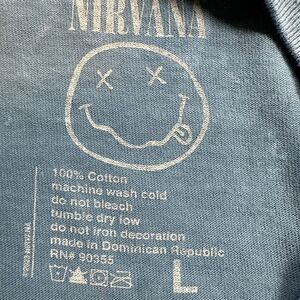 NIRVANA
100% Cotton
machine wash cold
do not bleach
tumble dry low
do not iron decoration
made in Dominican Republic
RN# 90355
L